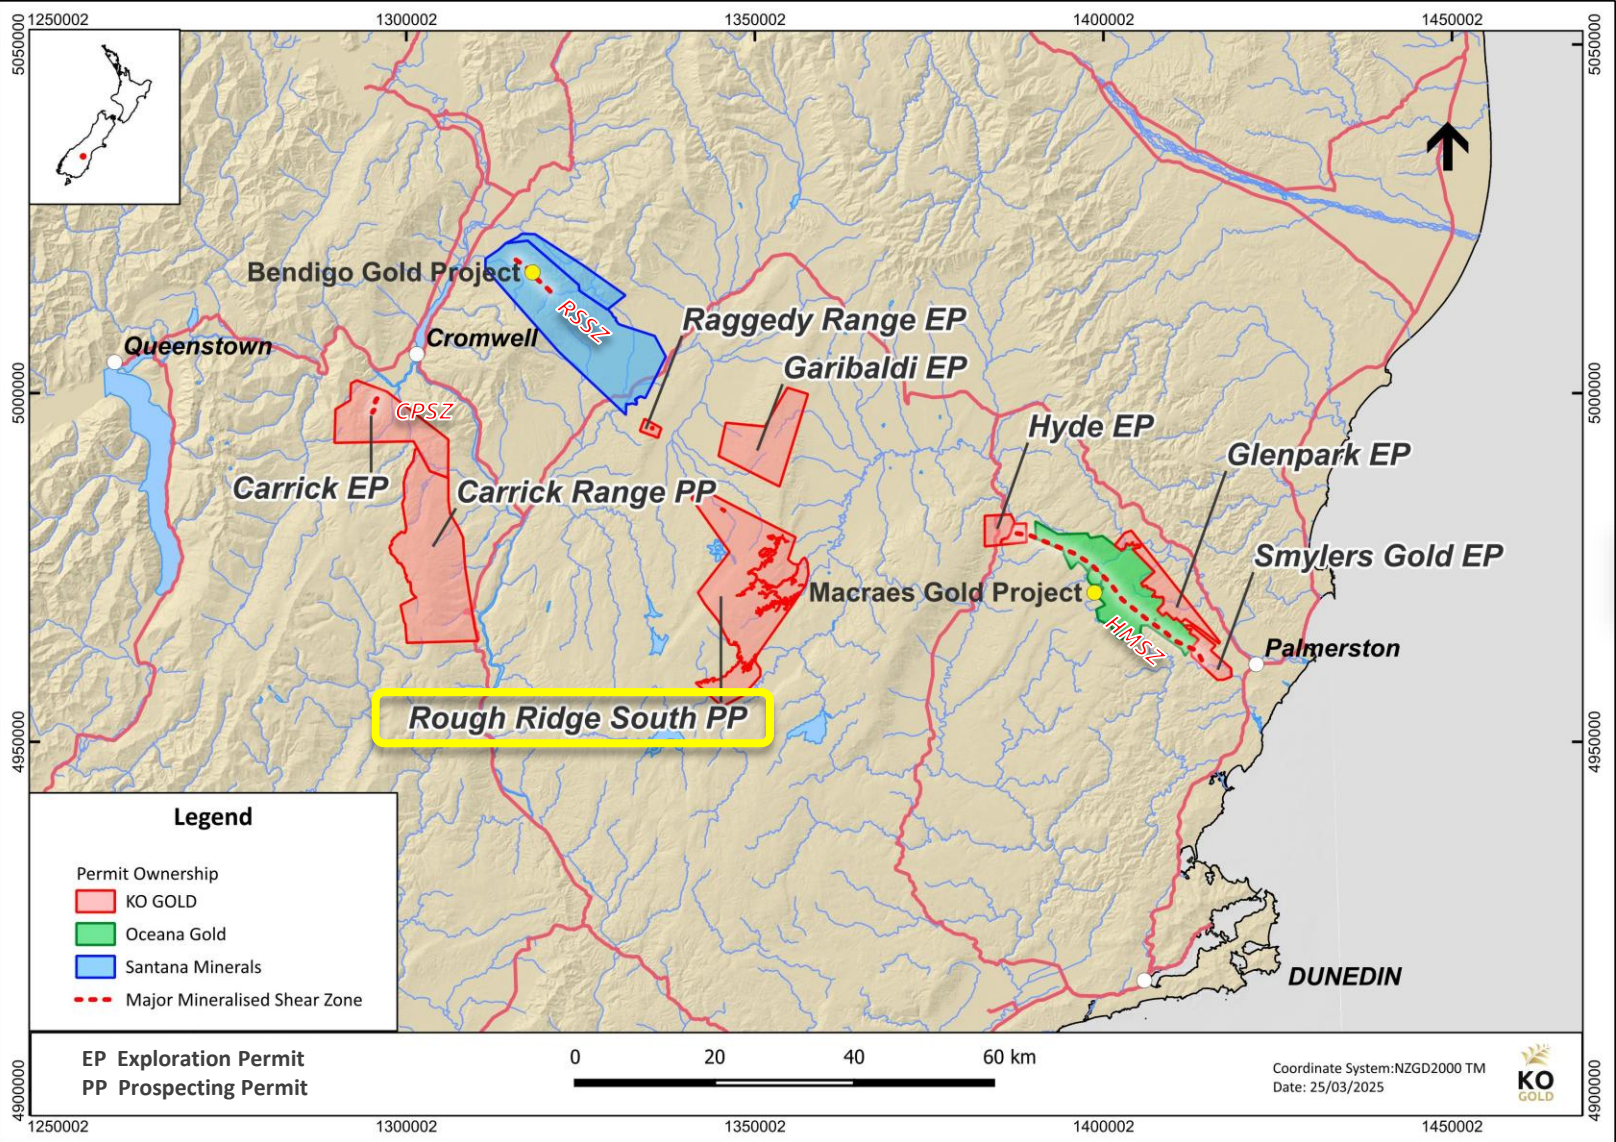 1250002
1300002
1350002
1400002
1450002
5050000
5050000
Bendigo Gold Project
RSSZ
Raggedy Range EP
Queenstown
Cromwell
Garibaldi EP
5000000
5000000
CPSZ
Hyde EP
Glenpark EP
Carrick EP
Carrick Range PP
Smylers Gold EP
Macraes Gold Project
HMSZ
Palmerston
Rough Ridge South PP
4950000
4950000
Legend
Permit Ownership
KO GOLD
Oceana Gold
Santana Minerals
Major Mineralised Shear Zone
DUNEDIN
EP Exploration Permit
PP Prospecting Permit
0 20 40 60 km
Coordinate System:NZGD2000 TM
Date: 25/03/2025
KO
GOLD
4900000
4900000
1250002
1300002
1350002
1400002
1450002